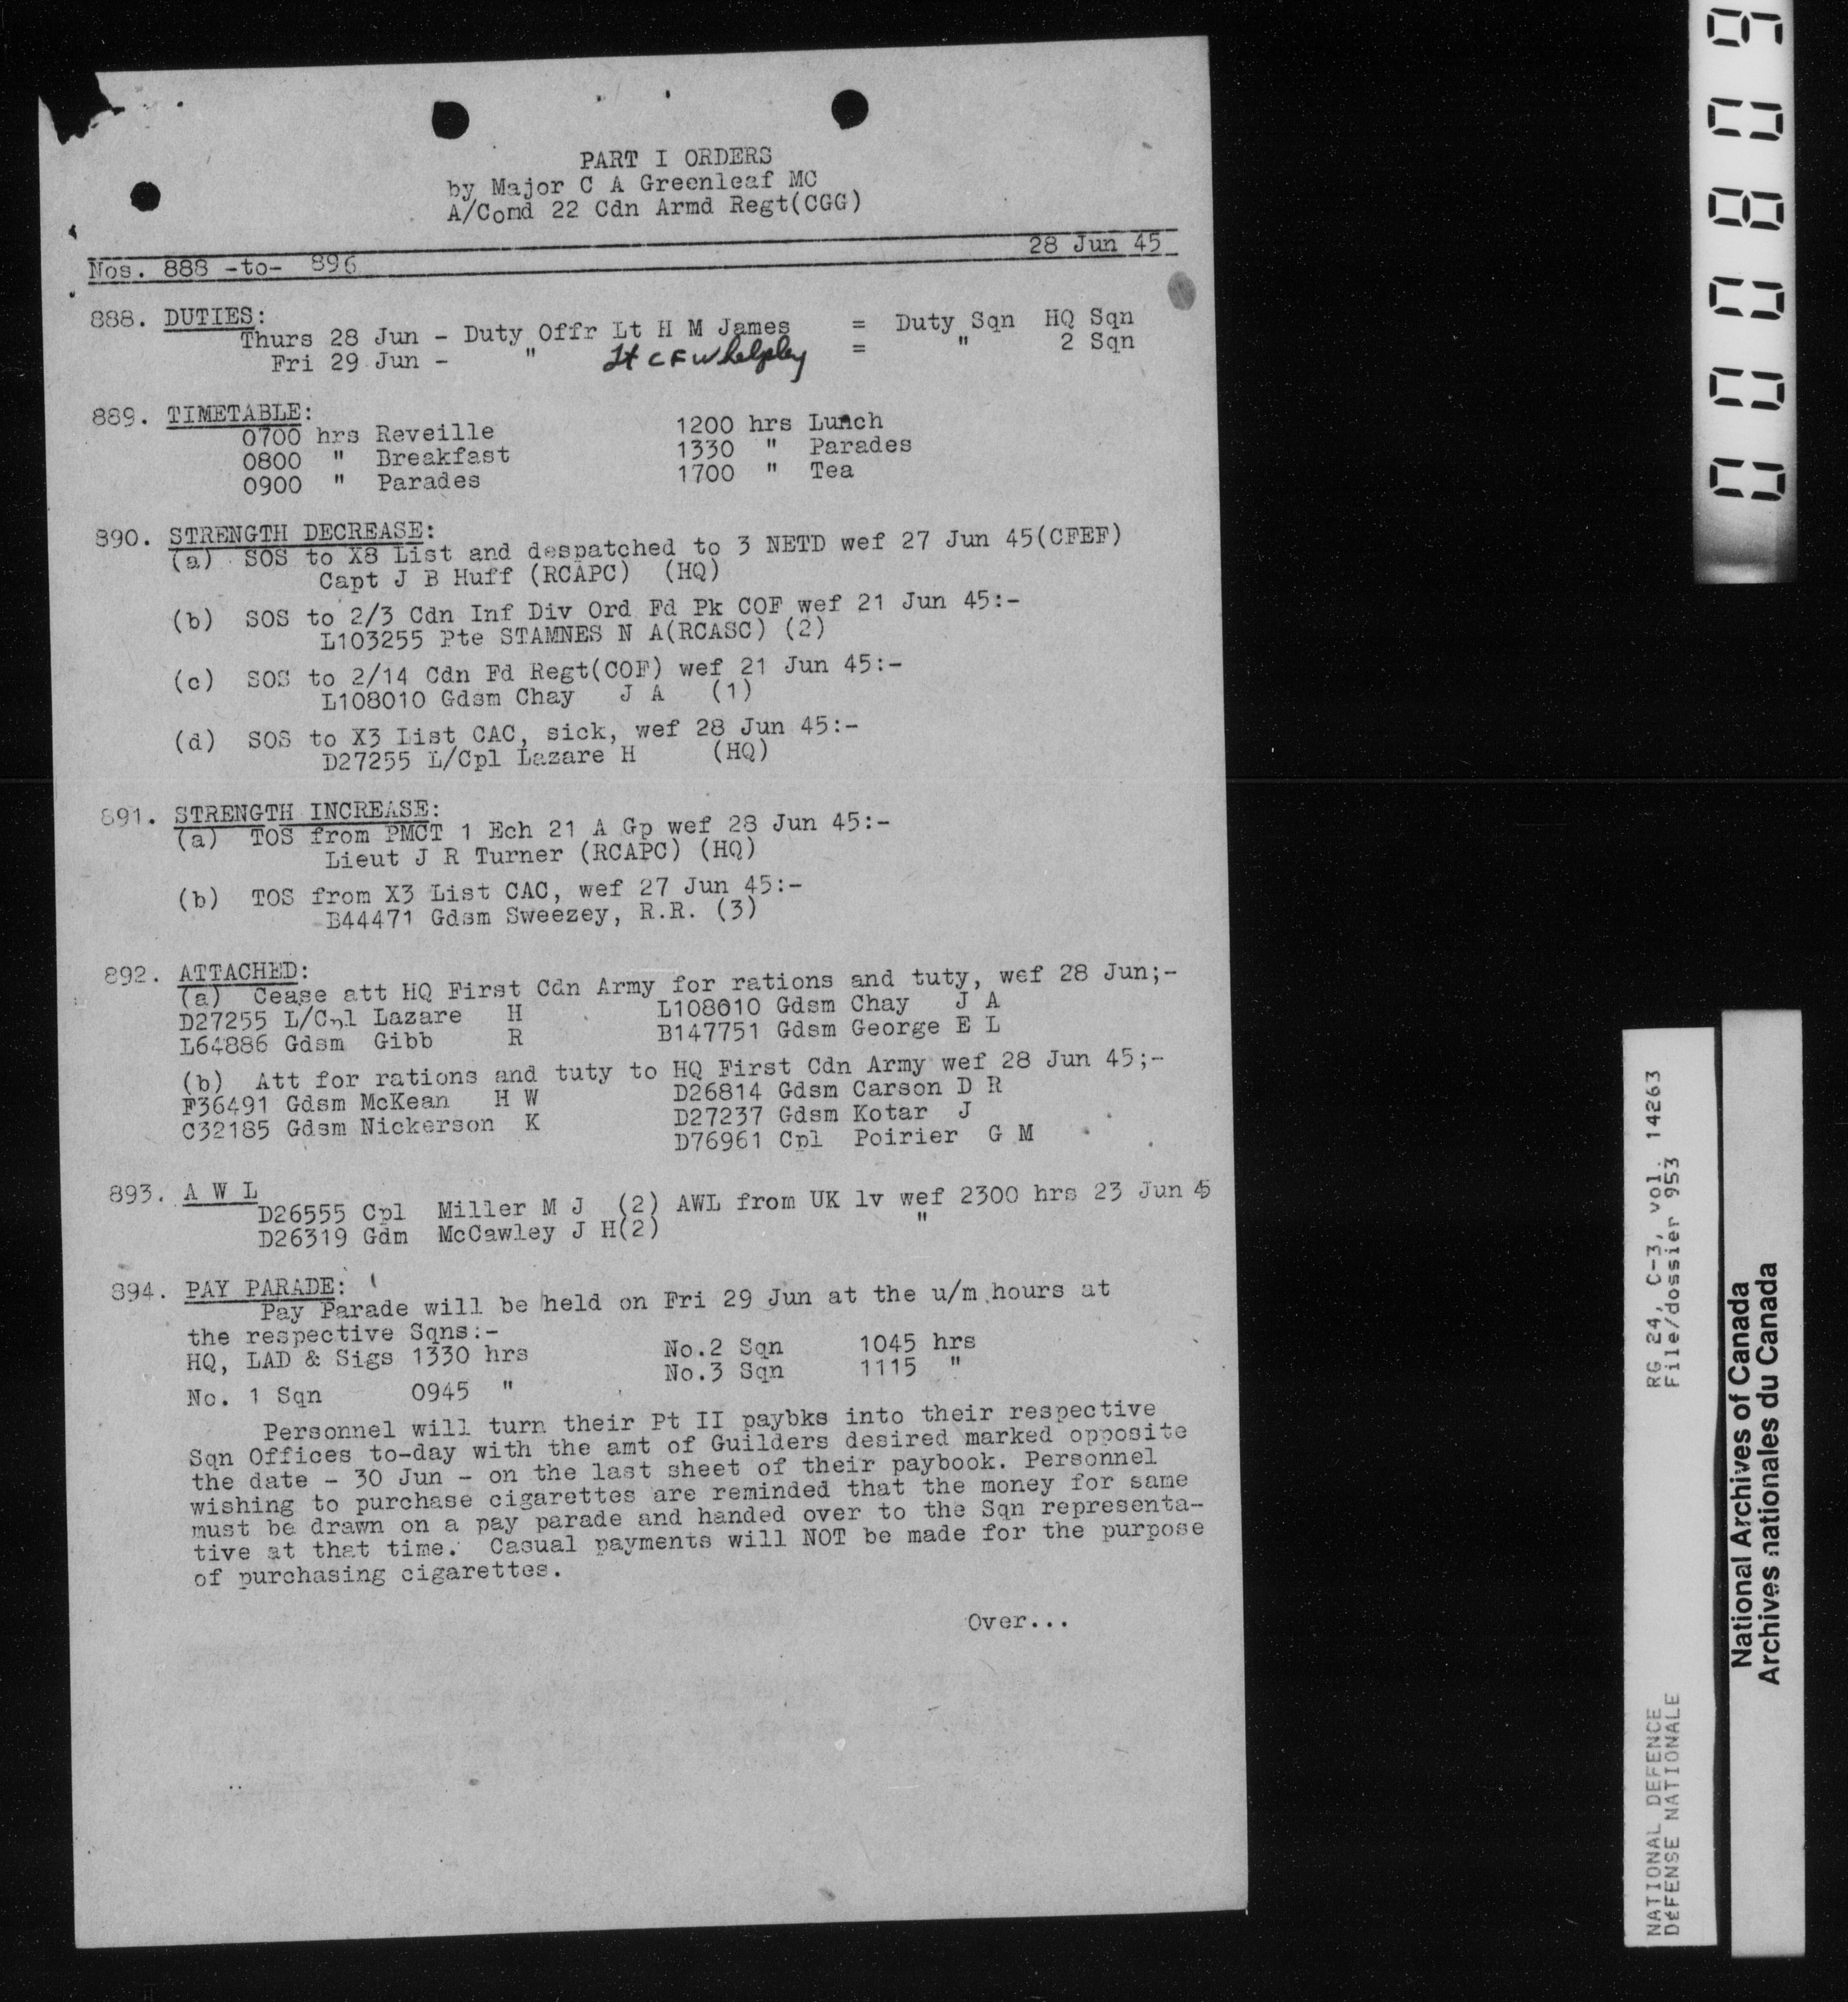 PART I ORDERS
by Major C A Greenleaf MC
A/Comd 22 Cdn Armd Regt(CGG)
28 Jun 45
Nos. 888 -to- 896
888. DUTIES:
Thurs 28 Jun - Duty Offr Lt H M James = Duty Sqn HQ Sqn
Fri 29 Jun - " Lt C F Whelpley = " 2 Sqn
889. TIMETABLE:
0700 hrs Reveille 1200 hrs Lunch
0800 " Breakfast 1330 " Parades
0900 " Parades 1700 " Tea
890. STRENGTH DECREASE:
(a) SOS to X8 List and despatched to 3 NETD wef 27 Jun 45(CFEF)
Capt J B Huff (RCAPC) (HQ)
(b) SOS to 2/3 Cdn Inf Div Ord Fd Pk COF wef 21 Jun 45:-
L103255 Pte STAMNES N A(RCASC) (2)
(c) SOS to 2/14 Cdn Fd Regt(COF) wef 21 Jun 45:-
L108010 Gdsm Chay J A (1)
(d) SOS to X3 List CAC, sick, wef 28 Jun 45:-
D27255 L/Cpl Lazare H (HQ)
891. STRENGTH INCREASE:
(a) TOS from PMCT 1 Ech 21 A Gp wef 28 Jun 45:-
Lieut J R Turner (RCAPC) (HQ)
(b) TOS from X3 List CAC, wef 27 Jun 45:-
B44471 Gdsm Sweezey, R.R. (3)
892. ATTACHED:
(a) Cease att HQ First Cdn Army for rations and tuty, wef 28 Jun;-
D27255 L/Cpl Lazare H L108010 Gdsm Chay J A
L64886 Gdsm Gibb R B147751 Gdsm George E L
(b) Att for rations and tuty to HQ First Cdn Army wef 28 Jun 45;-
F36491 Gdsm McKean H W D26814 Gdsm Carson D R
C32185 Gdsm Nickerson K D27237 Gdsm Kotar J
D76961 Cpl Poirier G M
893. A W L
D26555 Cpl Miller M J (2) AWL from UK lv wef 2300 hrs 23 Jun 45
D26319 Gdm McCawley J H(2) "
894. PAY PARADE:
Pay Parade will be held on Fri 29 Jun at the u/m hours at
the respective Sqns:-
HQ, LAD & Sigs 1330 hrs No.2 Sqn 1045 hrs
No. 1 Sqn 0945 " No.3 Sqn 1115 "
Personnel will turn their Pt II paybks into their respective
Sqn Offices to-day with the amt of Guilders desired marked opposite
the date - 30 Jun - on the last sheet of their paybook. Personnel
wishing to purchase cigarettes are reminded that the money for same
must be drawn on a pay parade and handed over to the Sqn representa-
tive at that time. Casual payments will NOT be made for the purpose
of purchasing cigarettes.
Over...
000809
RG 24, C-3, vol. 14263
File/dossier 953
NATIONAL DEFENCE
DÉFENSE NATIONALE
National Archives of Canada
Archives nationales du Canada